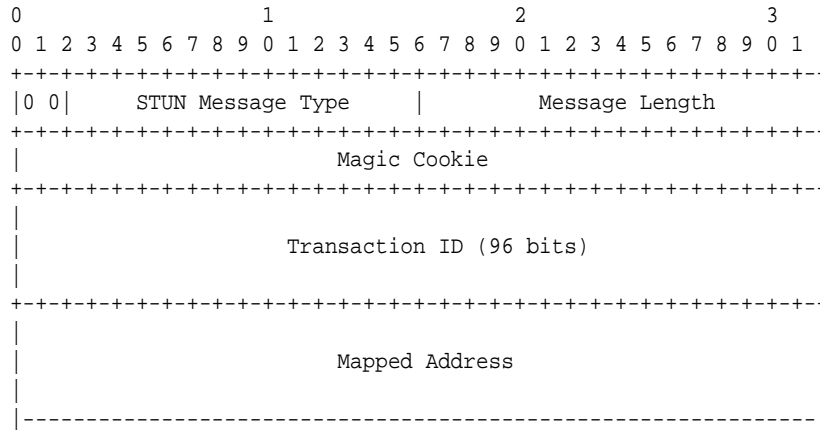 0                   1                   2                   3
0 1 2 3 4 5 6 7 8 9 0 1 2 3 4 5 6 7 8 9 0 1 2 3 4 5 6 7 8 9 0 1
+-+-+-+-+-+-+-+-+-+-+-+-+-+-+-+-+-+-+-+-+-+-+-+-+-+-+-+-+-+-+-+-+-
|0 0|     STUN Message Type     |         Message Length
+-+-+-+-+-+-+-+-+-+-+-+-+-+-+-+-+-+-+-+-+-+-+-+-+-+-+-+-+-+-+-+-+-
|                         Magic Cookie
+-+-+-+-+-+-+-+-+-+-+-+-+-+-+-+-+-+-+-+-+-+-+-+-+-+-+-+-+-+-+-+-+-
|
|                     Transaction ID (96 bits)
|
+-+-+-+-+-+-+-+-+-+-+-+-+-+-+-+-+-+-+-+-+-+-+-+-+-+-+-+-+-+-+-+-+-
|
|                         Mapped Address
|
|---------------------------------------------------------------